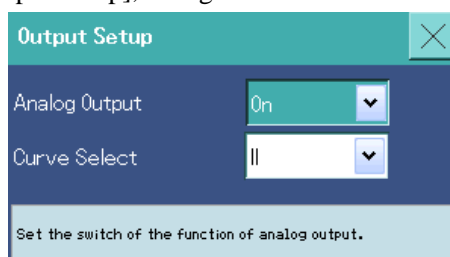 Output Setup
Analog Output On
Curve Select II
Set the switch of the function of analog output.